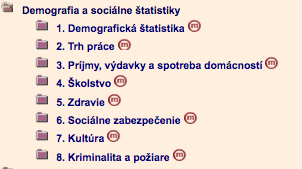 Demografia a sociálne štatistiky
1. Demografická štatistika m
2. Trh práce m
3. Príjmy, výdavky a spotreba domácností m
4. Školstvo m
5. Zdravie m
6. Sociálne zabezpečenie m
7. Kultúra m
8. Kriminalita a požiare m